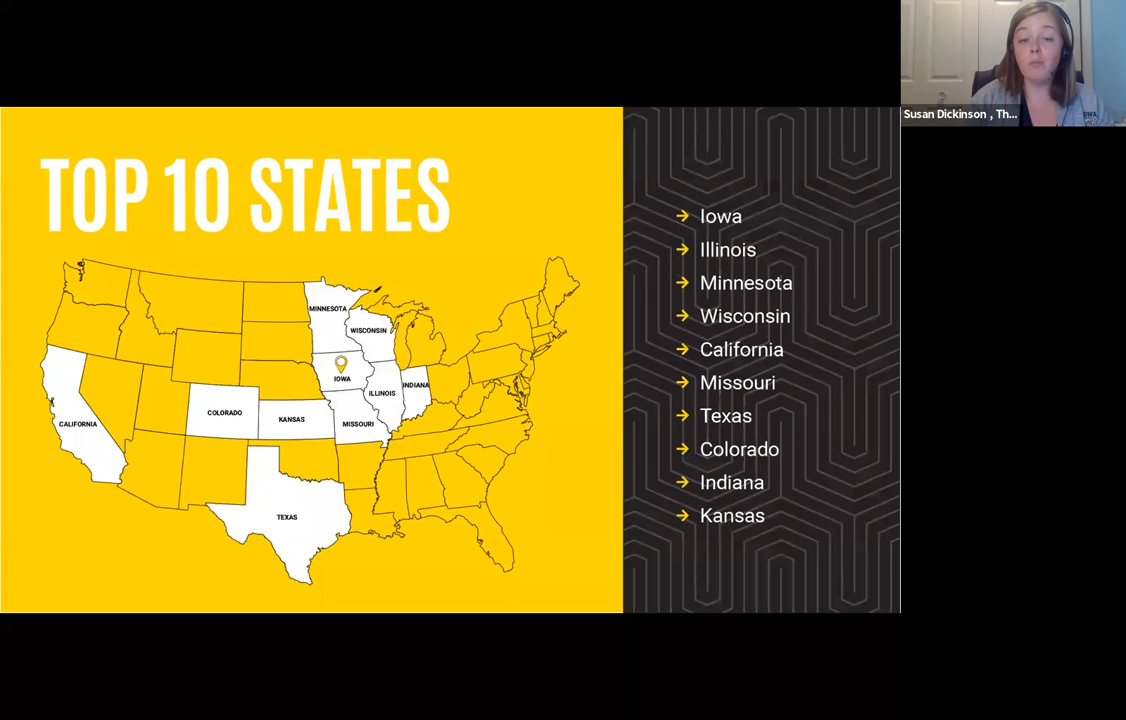 Susan Dickinson , Th...
IOWA
TOP 10 STATES
MINNESOTA
WISCONSIN
IOWA
INDIANA
ILLINOIS
COLORADO
KANSAS
MISSOURI
CALIFORNIA
TEXAS
→ Iowa
→ Illinois
→ Minnesota
→ Wisconsin
→ California
→ Missouri
→ Texas
→ Colorado
→ Indiana
→ Kansas